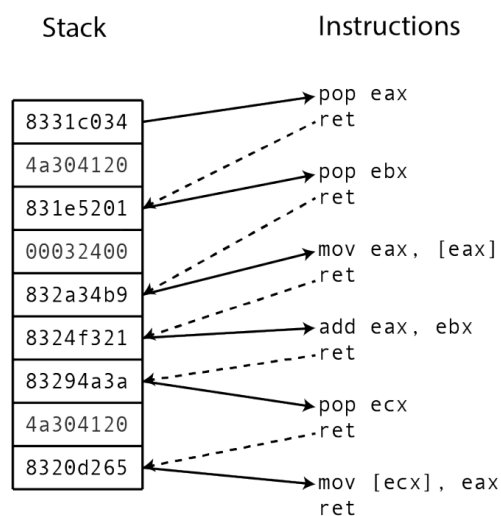 Stack
Instructions
8331c034
4a304120
831e5201
00032400
832a34b9
8324f321
83294a3a
4a304120
8320d265
pop eax
ret
pop ebx
ret
mov eax, [eax]
ret
add eax, ebx
ret
pop ecx
ret
mov [ecx], eax
ret